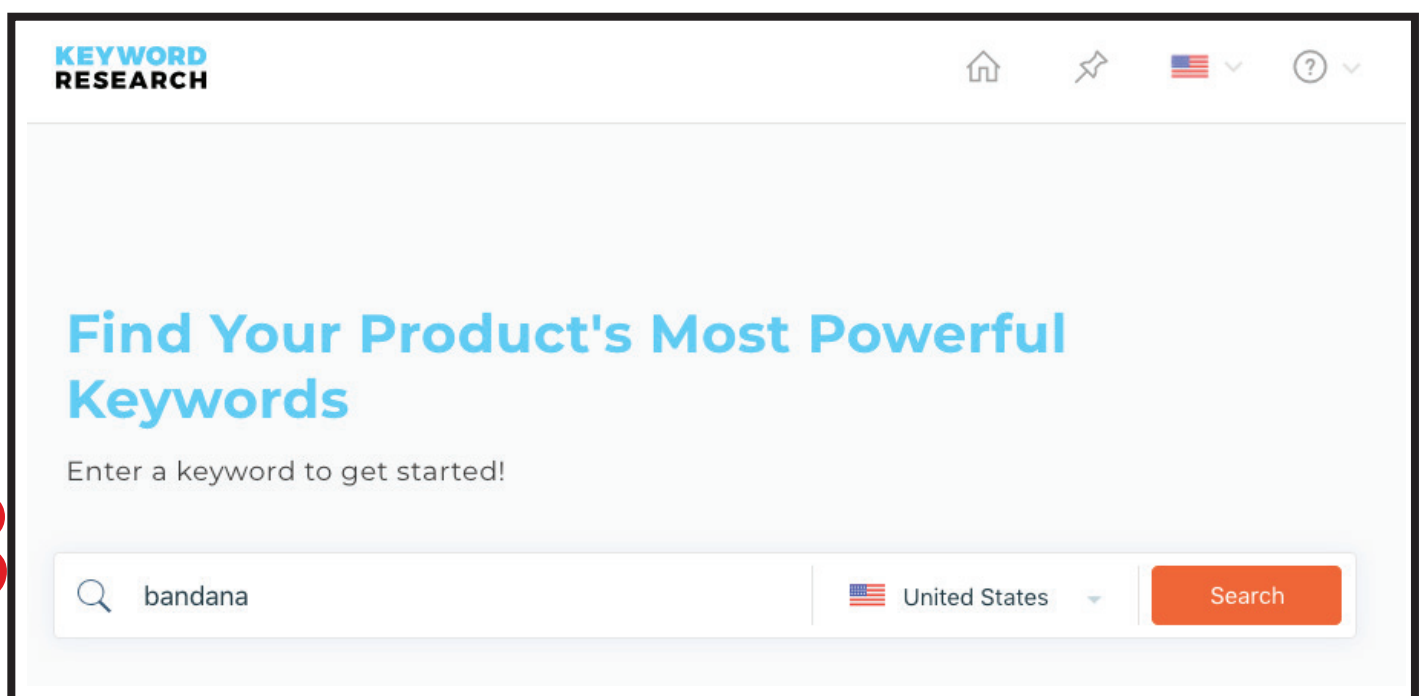 KEYWORD
RESEARCH
Find Your Product's Most Powerful
Keywords
Enter a keyword to get started!
bandana United States Search